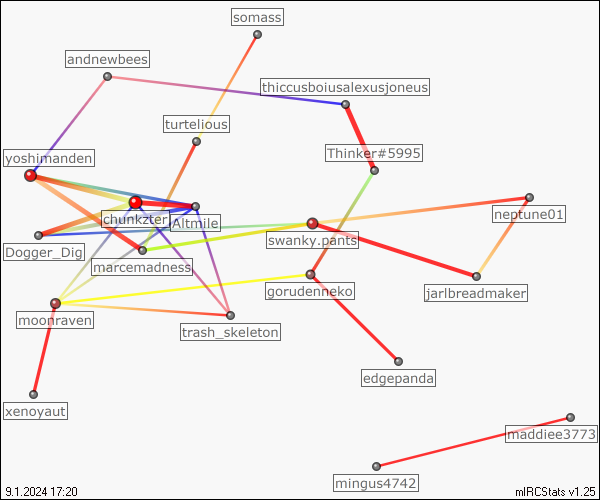 somass
andnewbees
thiccusboiusalexusjoneus
turtelious
Thinker#5995
yoshimanden
neptune01
chunkzter
Altmile
swanky.pants
Dogger_Dig
marcemadness
gorudenneko
jarlbreadmaker
moonraven
trash_skeleton
edgepanda
xenoyaut
maddiee3773
mingus4742
9.1.2024 17:20
mIRCStats v1.25